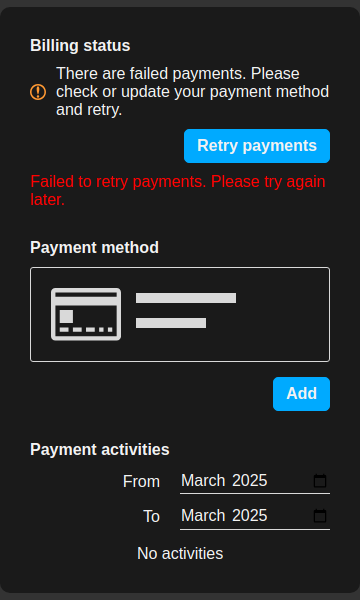 Billing status
There are failed payments. Please
check or update your payment method
and retry.
Retry payments
Failed to retry payments. Please try again
later.
Payment method
Add
Payment activities
From March 2025
To March 2025
No activities